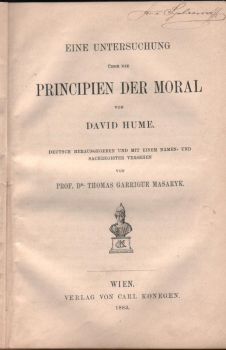 EINE UNTERSUCHUNG
ÜBER DIE
PRINCIPIEN DER MORAL
VON
DAVID HUME.
DEUTSCH HERAUSGEGEBEN UND MIT EINEM NAMEN- UND
SACHREGISTER VERSEHEN
VON
PROF. DR. THOMAS GARRIGUE MASARYK.
WIEN.
VERLAG VON CARL KONEGEN.
1883.